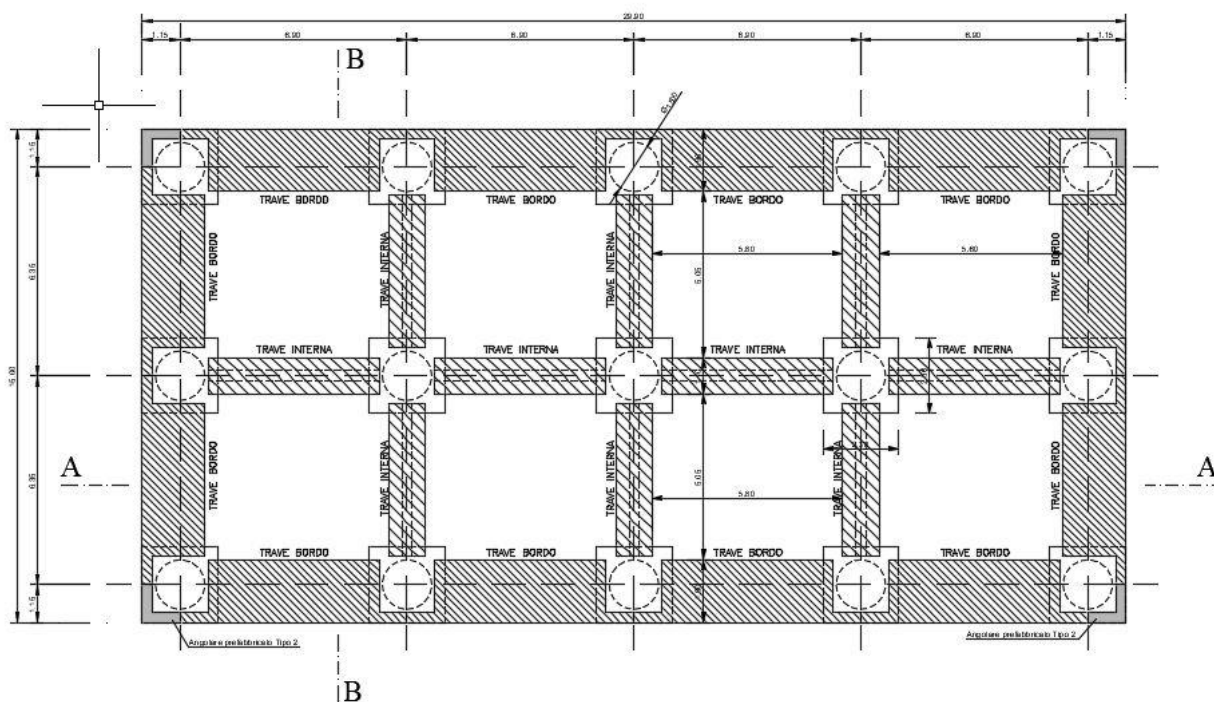 29.90
1.15 6.90 6.90 6.90 6.90 1.15
B
1.15
TRAVE BORDO TRAVE BORDO TRAVE BORDO TRAVE BORDO
TRAVE BORDO
TRAVE INTERNA
TRAVE INTERNA
TRAVE BORDO
5.80
5.60
6.35
5.05
TRAVE INTERNA TRAVE INTERNA TRAVE INTERNA TRAVE INTERNA
16.00
A A
6.35
TRAVE BORDO
TRAVE INTERNA
TRAVE INTERNA
TRAVE INTERNA
TRAVE BORDO
5.05
5.80
TRAVE BORDO TRAVE BORDO TRAVE BORDO TRAVE BORDO
1.15
Angolare prefabbricato Tipo 2
Angolare prefabbricato Tipo 2
B